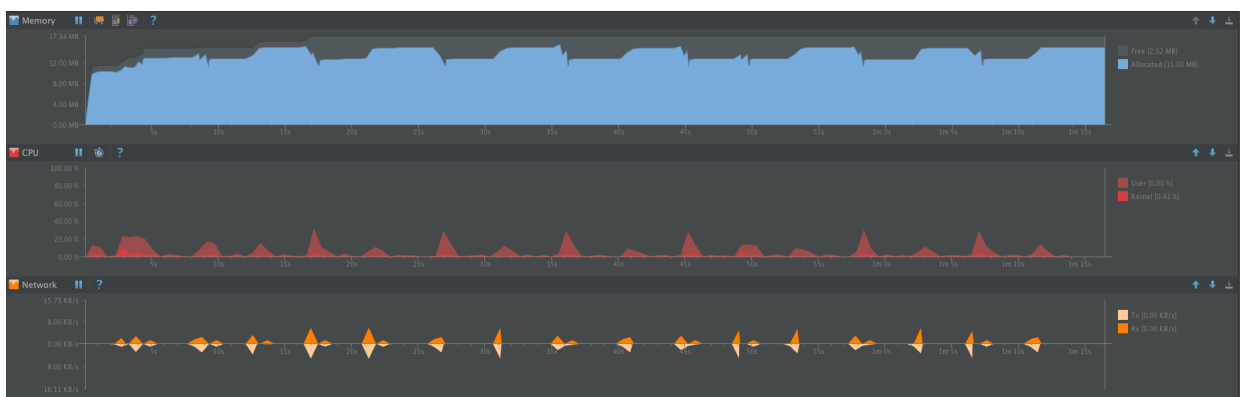 Memory ?
17.34 MB
12.00 MB
8.00 MB
4.00 MB
0.00 MB
5s 10s 15s 20s 25s 30s 35s 40s 45s 50s 55s 1m 0s 1m 5s 1m 10s 1m 15s
Free [2.32 MB]
Allocated [15.02 MB]
CPU ?
100.00 %
80.00 %
60.00 %
40.00 %
20.00 %
0.00 %
5s 10s 15s 20s 25s 30s 35s 40s 45s 50s 55s 1m 0s 1m 5s 1m 10s 1m 15s
User [0.00 %]
Kernel [0.41 %]
Network ?
15.73 KB/s
8.00 KB/s
0.00 KB/s
8.00 KB/s
16.11 KB/s
5s 10s 15s 20s 25s 30s 35s 40s 45s 50s 55s 1m 0s 1m 5s 1m 10s 1m 15s
Tx [0.00 KB/s]
Rx [0.00 KB/s]